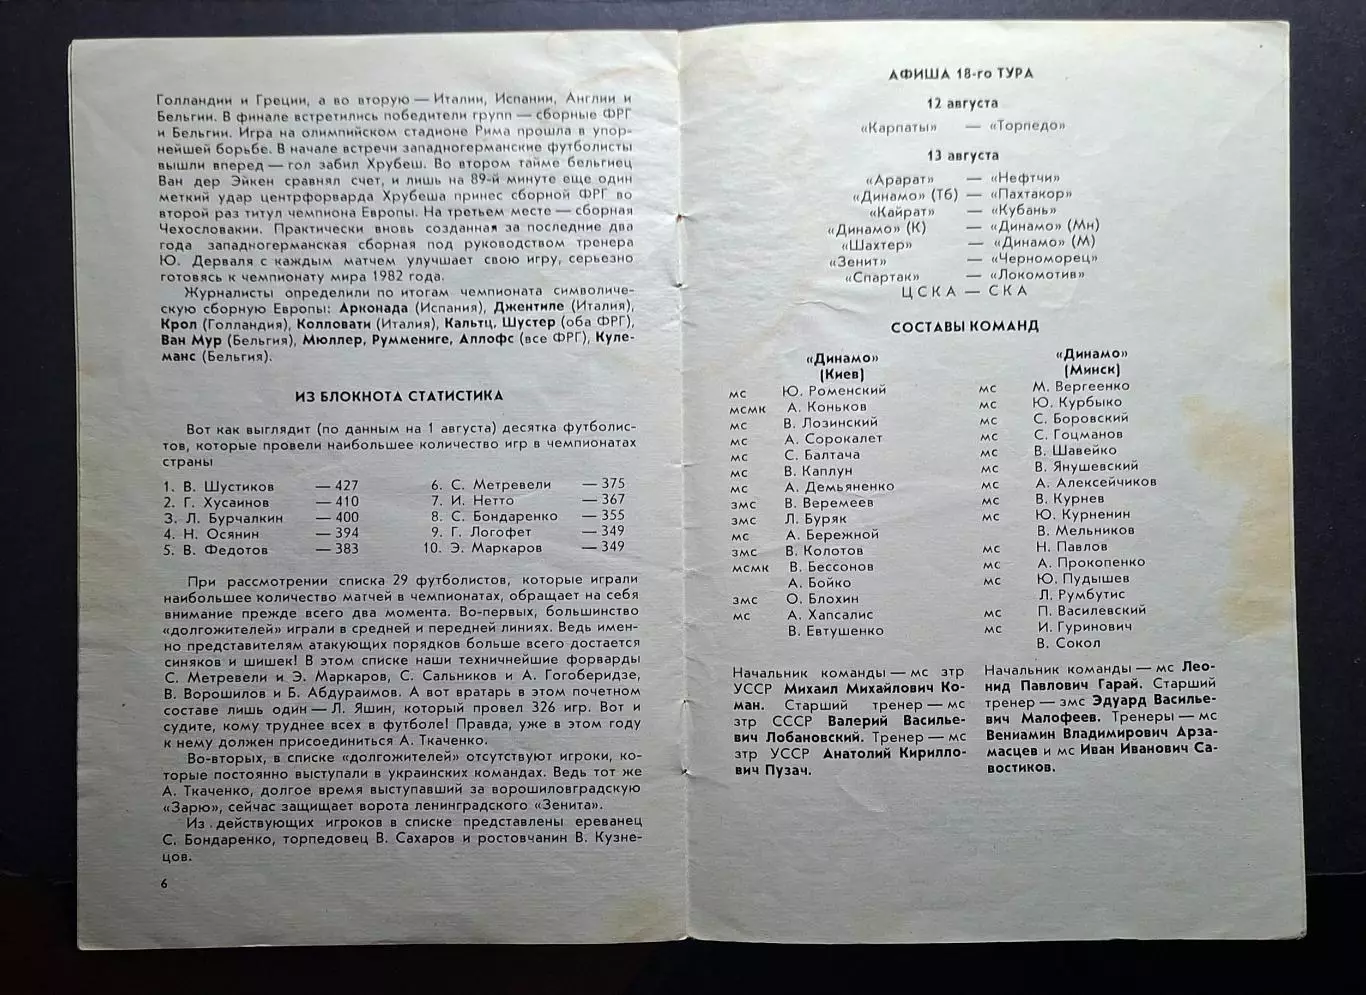 Голландии и Греции, а во вторую — Италии, Испании, Англии и
Бельгии. В финале встретились победители групп — сборные ФРГ
и Бельгии. Игра на олимпийском стадионе Рима прошла в упор-
нейшей борьбе. В начале встречи западногерманские футболисты
вышли вперед — гол забил Хрубеш. Во втором тайме бельгиец
Ван дер Эйкен сравнял счет, и лишь на 89-й минуте еще один
меткий удар центрфорварда Хрубеша принес сборной ФРГ во
второй раз титул чемпиона Европы. На третьем месте — сборная
Чехословакии. Практически вновь созданная за последние два
года западногерманская сборная под руководством тренера
Ю. Дерваля с каждым матчем улучшает свою игру, серьезно
готовясь к чемпионату мира 1982 года.
Журналисты определили по итогам чемпионата символиче-
скую сборную Европы: Арконада (Испания), Джентиле (Италия),
Крол (Голландия), Колловати (Италия), Кальтц, Шустер (оба ФРГ),
Ван Мур (Бельгия), Мюллер, Румменигге, Аллофс (все ФРГ), Куле-
манс (Бельгия).
ИЗ БЛОКНОТА СТАТИСТИКА
Вот как выглядит (по данным на 1 августа) десятка футболис-
тов, которые провели наибольшее количество игр в чемпионатах
страны
1. В. Шустиков — 427
2. Г. Хусаинов — 410
3. Л. Бурчалкин — 400
4. Н. Осянин — 394
5. В. Федотов — 383
6. С. Метревели — 375
7. И. Нетто — 367
8. С. Бондаренко — 355
9. Г. Логофет — 349
10. Э. Маркаров — 349
При рассмотрении списка 29 футболистов, которые играли
наибольшее количество матчей в чемпионатах, обращает на себя
внимание прежде всего два момента. Во-первых, большинство
«долгожителей» играли в средней и передней линиях. Ведь имен-
но представителям атакующих порядков больше всего достается
синяков и шишек! В этом списке наши техничнейшие форварды
С. Метревели и Э. Маркаров, С. Сальников и А. Гогоберидзе,
В. Ворошилов и Б. Абдураимов. А вот вратарь в этом почетном
составе лишь один — Л. Яшин, который провел 326 игр. Вот и
судите, кому труднее всех в футболе! Правда, уже в этом году
к нему должен присоединиться А. Ткаченко.
Во-вторых, в списке «долгожителей» отсутствуют игроки, ко-
торые постоянно выступали в украинских командах. Ведь тот же
А. Ткаченко, долгое время выступавший за ворошиловградскую
«Зарю», сейчас защищает ворота ленинградского «Зенита».
Из действующих игроков в списке представлены ереванец
С. Бондаренко, торпедовец В. Сахаров и ростовчанин В. Кузне-
цов.
6
АФИША 18-го ТУРА
12 августа
«Карпаты» — «Торпедо»
13 августа
«Арарат» — «Нефтчи»
«Динамо» (Тб) — «Пахтакор»
«Кайрат» — «Кубань»
«Динамо» (К) — «Динамо» (Мн)
«Шахтер» — «Динамо» (М)
«Зенит» — «Черноморец»
«Спартак» — «Локомотив»
ЦСКА — СКА
СОСТАВЫ КОМАНД
«Динамо»
(Киев)
мс Ю. Роменский
мсмк А. Коньков
мс В. Лозинский
мс А. Сорокалет
мс С. Балтача
мс В. Каплун
мс А. Демьяненко
змс В. Веремеев
змс Л. Буряк
мс А. Бережной
змс В. Колотов
мсмк В. Бессонов
А. Бойко
змс О. Блохин
мс А. Хапсалис
В. Евтушенко
Начальник команды — мс зтр
УССР Михаил Михайлович Ко-
ман. Старший тренер — мс
зтр СССР Валерий Василье-
вич Лобановский. Тренер — мс
зтр УССР Анатолий Кирилло-
вич Пузач.
«Динамо»
(Минск)
мс М. Вергеенко
мс Ю. Курбыко
мс С. Боровский
мс С. Гоцманов
мс В. Шавейко
мс В. Янушевский
мс А. Алексейчиков
мс В. Курнев
мс Ю. Курненин
В. Мельников
мс Н. Павлов
мс А. Прокопенко
мс Ю. Пудышев
Л. Румбутис
мс П. Василевский
мс И. Гуринович
В. Сокол
Начальник команды — мс Лео-
нид Павлович Гарай. Старший
тренер — змс Эдуард Василье-
вич Малофеев. Тренеры — мс
Вениамин Владимирович Арза-
масцев и мс Иван Иванович Са-
востиков.